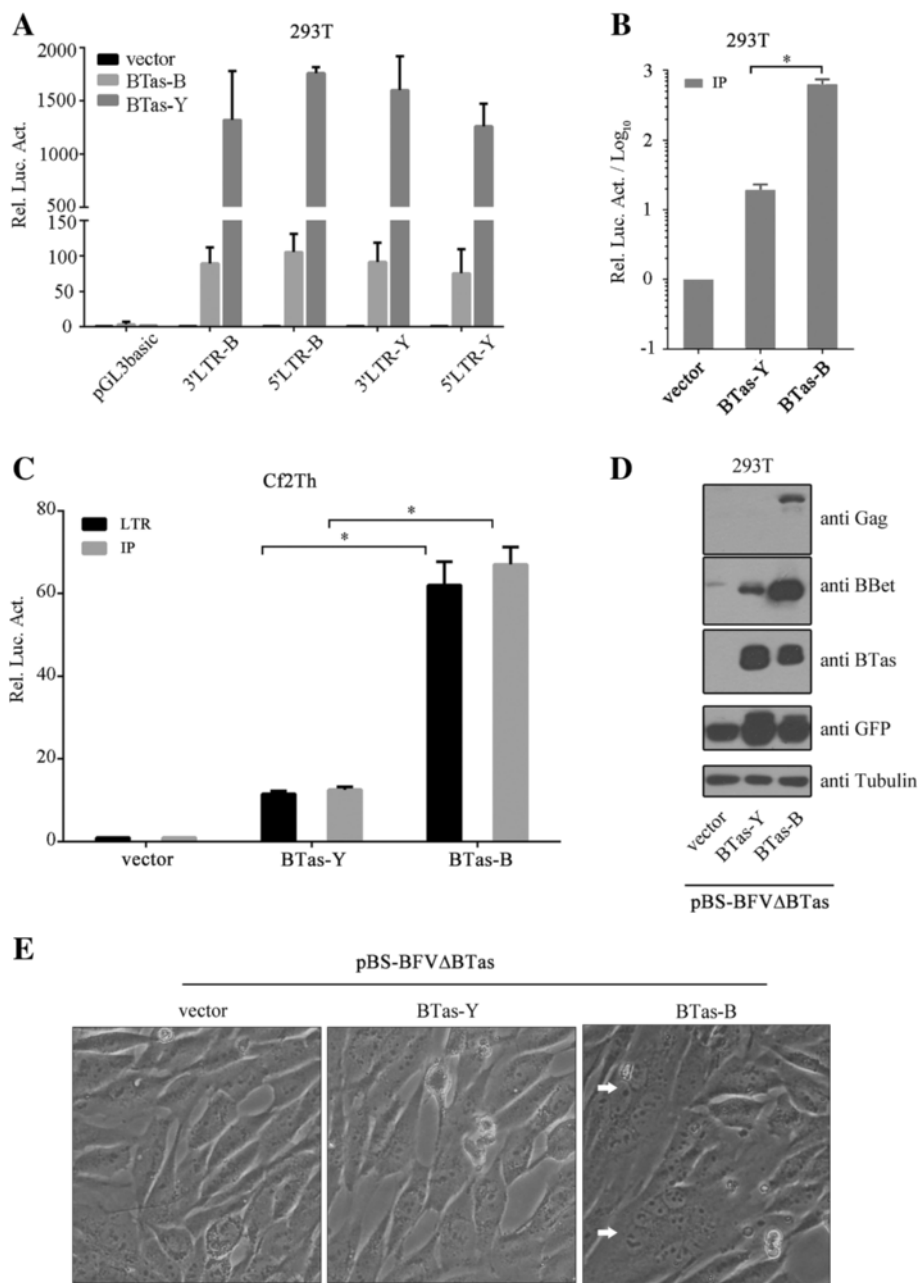 A
293T
vector
BTas-B
BTas-Y
Rel. Luc. Act.
2000
1500
1000
500
150
100
50
0
pGL3basic
3'LTR-B
5'LTR-B
3'LTR-Y
5'LTR-Y
B
293T
IP
*
Rel. Luc. Act. / Log10
3
2
1
0
-1
vector
BTas-Y
BTas-B
C
Cf2Th
LTR
IP
*
*
Rel. Luc. Act.
80
60
40
20
0
vector
BTas-Y
BTas-B
D
293T
anti Gag
anti BBet
anti BTas
anti GFP
anti Tubulin
vector
BTas-Y
BTas-B
pBS-BFVΔBTas
E
pBS-BFVΔBTas
vector
BTas-Y
BTas-B